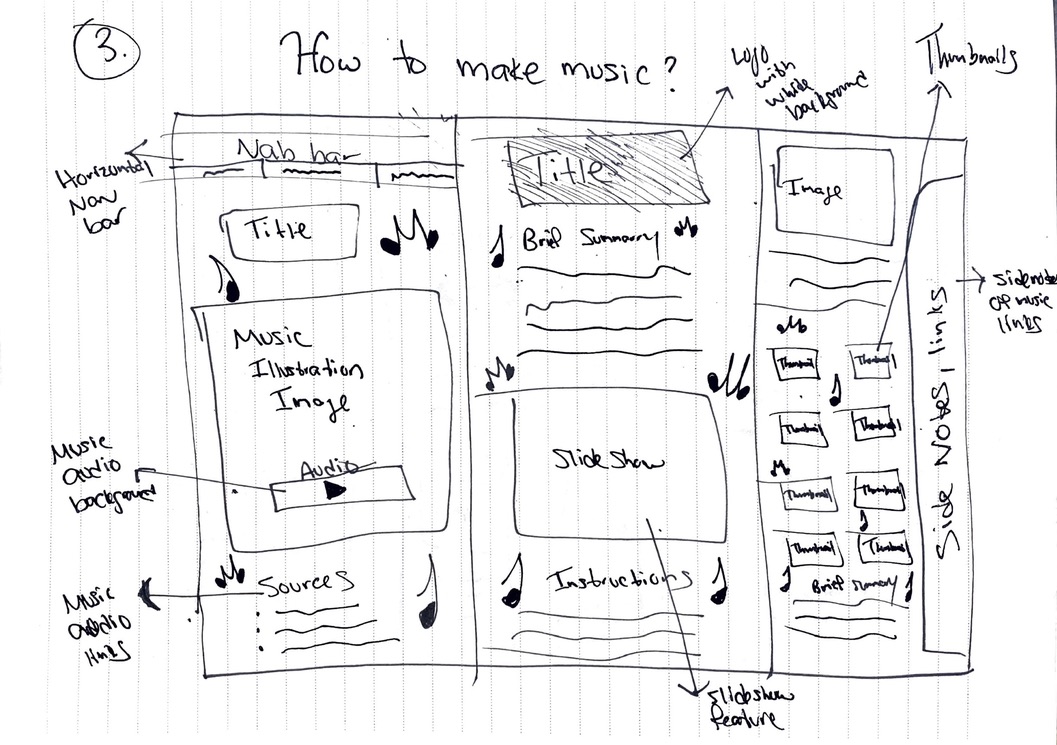 3.
How to make music?
Logo
with
white
background
Thumbnails
Horizontal
Nav
bar
Nab bar
Title
Music
Illustration
Image
Audio
Music
audio
background
Sources
Music
audio
links
Title
Brief Summary
Slide Show
Instructions
Slideshow
feature
Image
Thumbnail
Thumbnail
Thumbnail
Thumbnail
Thumbnail
Thumbnail
Thumbnail
Thumbnail
Brief Summary
Side Notes, links
Sidenotes
of music
links